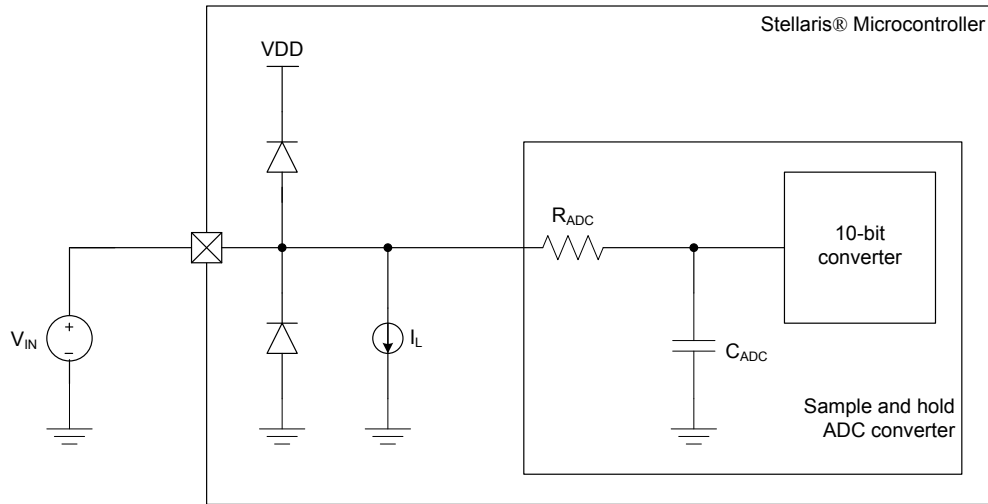 Stellaris® Microcontroller
VDD
R_ADC
10-bit
converter
V_IN
+
−
I_L
C_ADC
Sample and hold
ADC converter